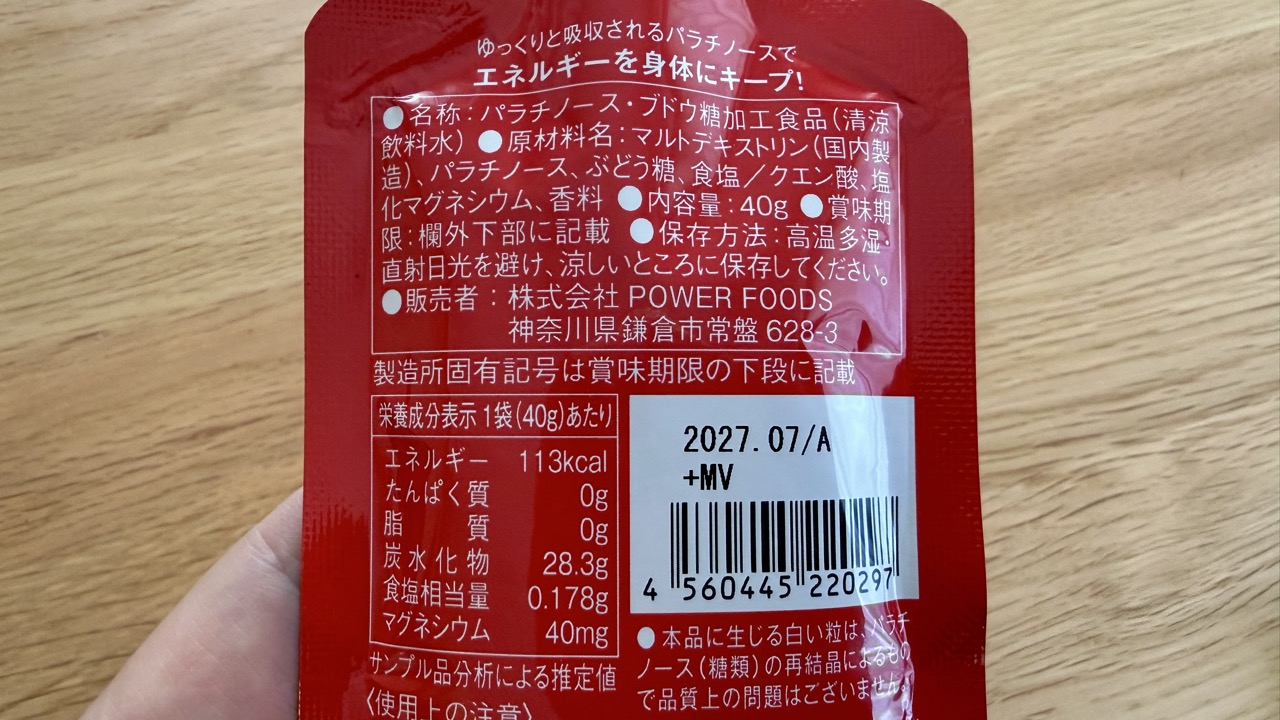 ゆっくりと吸収されるパラチノースで
エネルギーを身体にキープ!
●名称:パラチノース・ブドウ糖加工食品(清涼
飲料水) ●原材料名:マルトデキストリン(国内製
造)、パラチノース、ぶどう糖、食塩/クエン酸、塩
化マグネシウム、香料 ●内容量:40g ●賞味期
限:欄外下部に記載 ●保存方法:高温多湿・
直射日光を避け、涼しいところに保存してください。
●販売者:株式会社 POWER FOODS
神奈川県鎌倉市常盤 628-3
製造所固有記号は賞味期限の下段に記載
栄養成分表示 1袋(40g)あたり
エネルギー 113kcal
たんぱく質 0g
脂質 0g
炭水化物 28.3g
食塩相当量 0.178g
マグネシウム 40mg
サンプル品分析による推定値
〈使用上の注意〉
2027.07/A
+MV
4 560445 220297
●本品に生じる白い粒は、パラチ
ノース(糖類)の再結晶によるもの
で品質上の問題はございません。